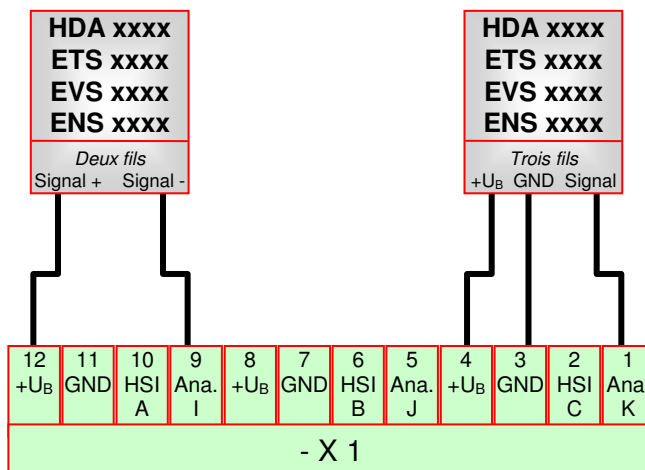 HDA xxxx
ETS xxxx
EVS xxxx
ENS xxxx
Deux fils
Signal + Signal -
HDA xxxx
ETS xxxx
EVS xxxx
ENS xxxx
Trois fils
+UB GND Signal
12 11 10 9 8 7 6 5 4 3 2 1
+UB GND HSI Ana. +UB GND HSI Ana. +UB GND HSI Ana
A I B J C K
- X 1